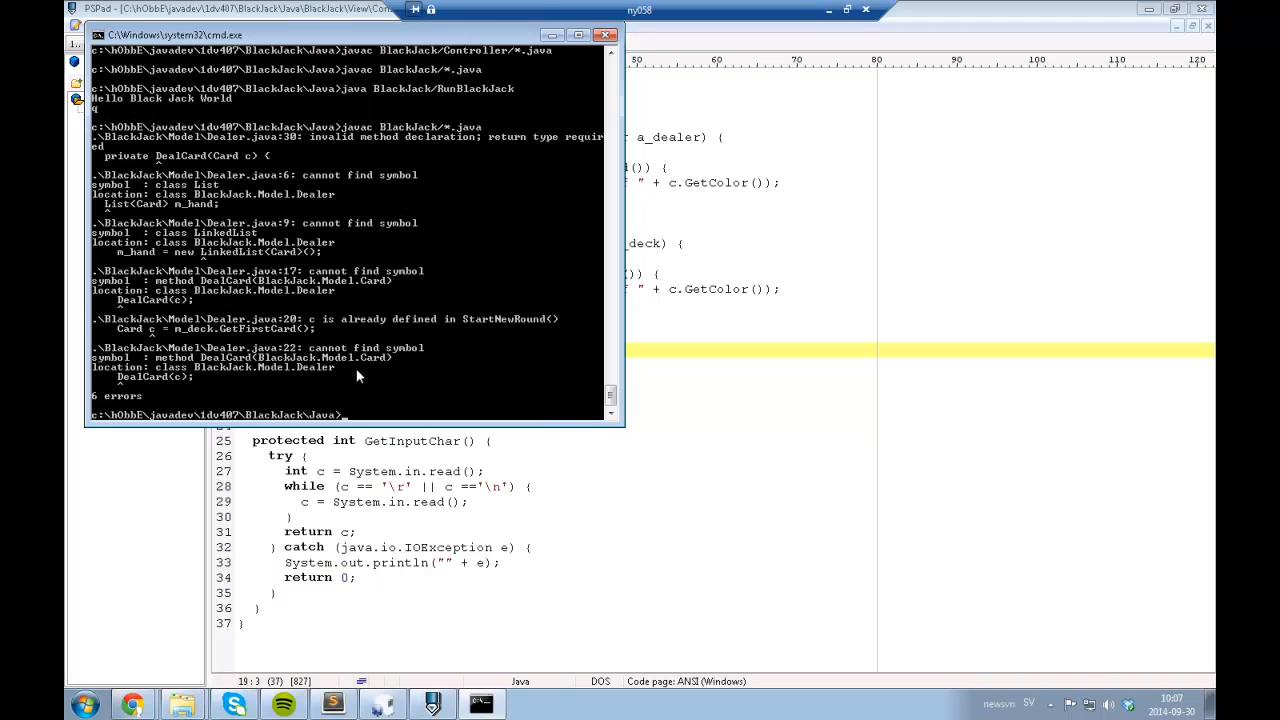 PSPad - [C:\hObbE\javadev\1dv407\BlackJack\Java\BlackJack\View\Con
ny058
C:\Windows\system32\cmd.exe
1..
c:\hObbE\javadev\1dv407\BlackJack\Java>javac BlackJack/Controller/*.java
c:\hObbE\javadev\1dv407\BlackJack\Java>javac BlackJack/*.java
c:\hObbE\javadev\1dv407\BlackJack\Java>java BlackJack/RunBlackJack
Hello Black Jack World
q
c:\hObbE\javadev\1dv407\BlackJack\Java>javac BlackJack/*.java
.\BlackJack\Model\Dealer.java:30: invalid method declaration; return type requir
ed
private DealCard(Card c) {
^
.\BlackJack\Model\Dealer.java:6: cannot find symbol
symbol : class List
location: class BlackJack.Model.Dealer
List<Card> m_hand;
^
.\BlackJack\Model\Dealer.java:9: cannot find symbol
symbol : class LinkedList
location: class BlackJack.Model.Dealer
m_hand = new LinkedList<Card>();
^
.\BlackJack\Model\Dealer.java:17: cannot find symbol
symbol : method DealCard(BlackJack.Model.Card)
location: class BlackJack.Model.Dealer
DealCard(c);
^
.\BlackJack\Model\Dealer.java:20: c is already defined in StartNewRound()
Card c = m_deck.GetFirstCard();
^
.\BlackJack\Model\Dealer.java:22: cannot find symbol
symbol : method DealCard(BlackJack.Model.Card)
location: class BlackJack.Model.Dealer
DealCard(c);
^
6 errors
c:\hObbE\javadev\1dv407\BlackJack\Java>_
50 60 70 80 90 100 110 120
r a_dealer) {
d()) {
f " + c.GetColor());
_deck) {
()) {
f " + c.GetColor());
25 protected int GetInputChar() {
26 try {
27 int c = System.in.read();
28 while (c == '\r' || c =='\n') {
29 c = System.in.read();
30 }
31 return c;
32 } catch (java.io.IOException e) {
33 System.out.println("" + e);
34 return 0;
35 }
36 }
37 }
19 : 3 (37) [827] Java DOS Code page: ANSI (Windows)
newsvn SV 10:07
2014-09-30